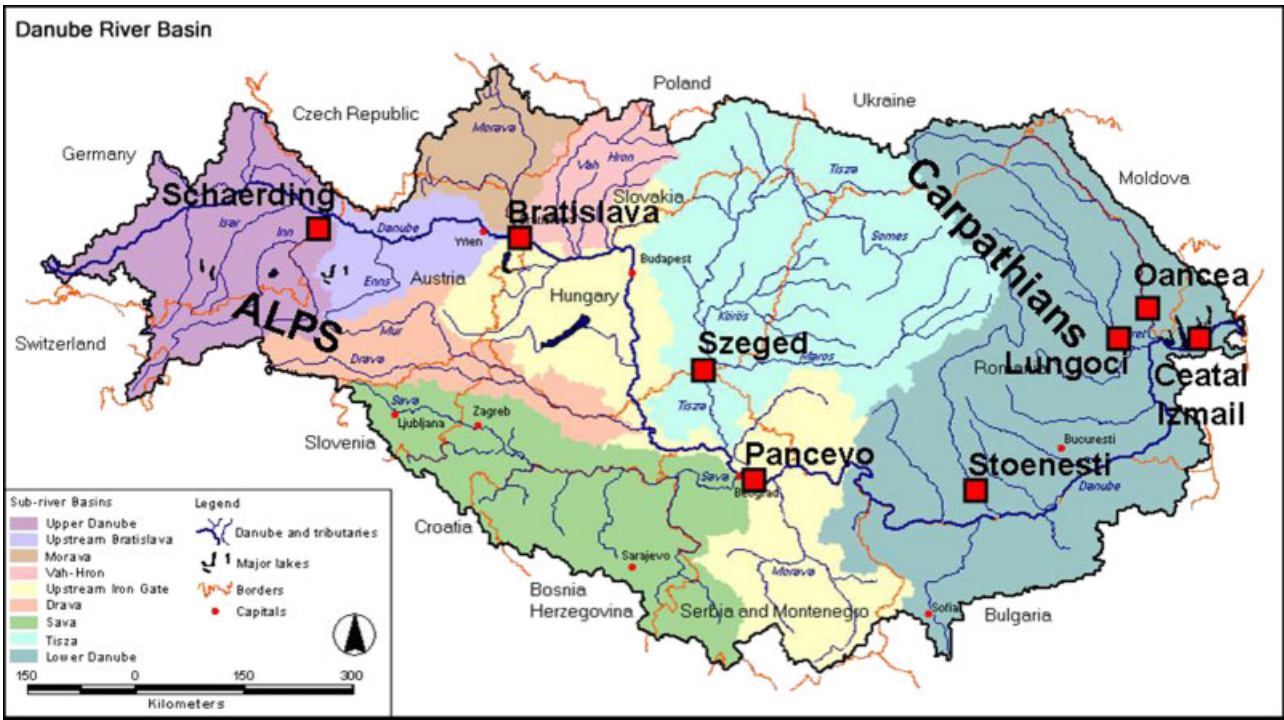 Danube River Basin
Poland
Ukraine
Czech Republic
Germany
Moldova
Morava
Vah
Hron
Slovakia
Tisza
Carpathians
Schaerding
Bratislava
Isar
Inn
Danube
Wien
Somes
Enns
Austria
Budapest
Hungary
Oancea
ALPS
Mur
Körös
Switzerland
Szeged
Maros
Lungoci
Romania
Drava
Ceatal
Izmail
Tisza
Sava
Ljubljana
Zagreb
Slovenia
Bucuresti
Pancevo
Stoenesti
Sava
Beograd
Danube
Croatia
Sarajevo
Morava
Bosnia
Herzegovina
Serbia and Montenegro
Sofia
Bulgaria
Sub-river Basins
Upper Danube
Upstream Bratislava
Morava
Vah-Hron
Upstream Iron Gate
Drava
Sava
Tisza
Lower Danube
Legend
Danube and tributaries
1 Major lakes
Borders
Capitals
1
150 0 150 300
Kilometers